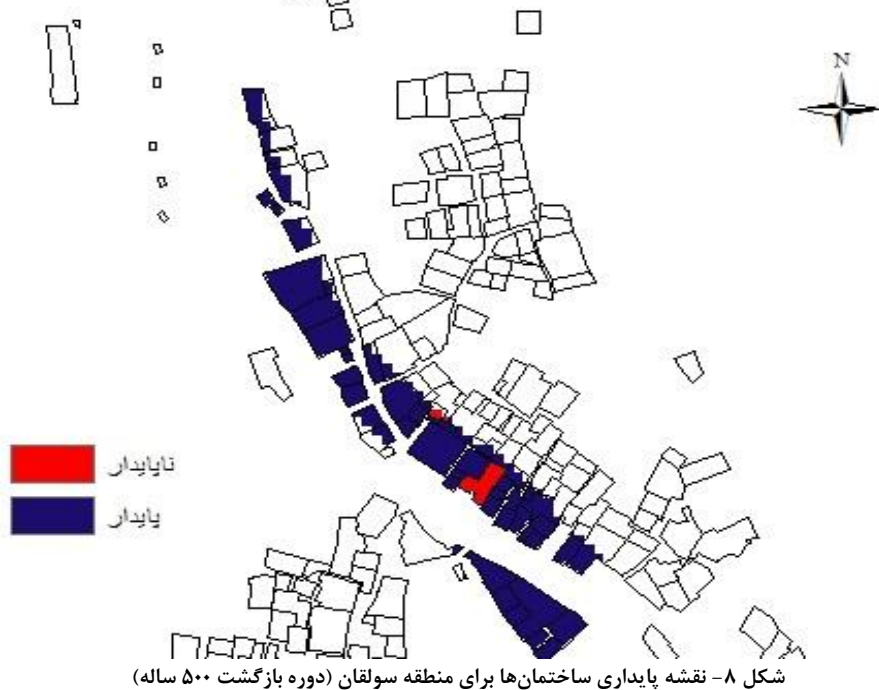 N
ناپایدار
پایدار
شکل ۸- نقشه پایداری ساختمان‌ها برای منطقه سولقان (دوره بازگشت ۵۰۰ ساله)